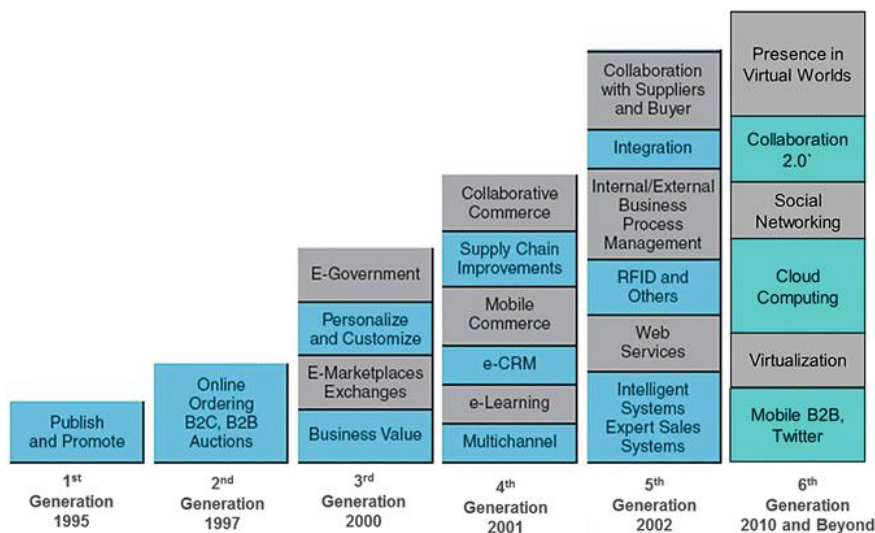 Publish
and Promote
1st
Generation
1995
Online
Ordering
B2C, B2B
Auctions
2nd
Generation
1997
E-Government
Personalize
and Customize
E-Marketplaces
Exchanges
Business Value
3rd
Generation
2000
Collaborative
Commerce
Supply Chain
Improvements
Mobile
Commerce
e-CRM
e-Learning
Multichannel
4th
Generation
2001
Collaboration
with Suppliers
and Buyer
Integration
Internal/External
Business
Process
Management
RFID and
Others
Web
Services
Intelligent
Systems
Expert Sales
Systems
5th
Generation
2002
Presence in
Virtual Worlds
Collaboration
2.0*
Social
Networking
Cloud
Computing
Virtualization
Mobile B2B,
Twitter
6th
Generation
2010 and Beyond